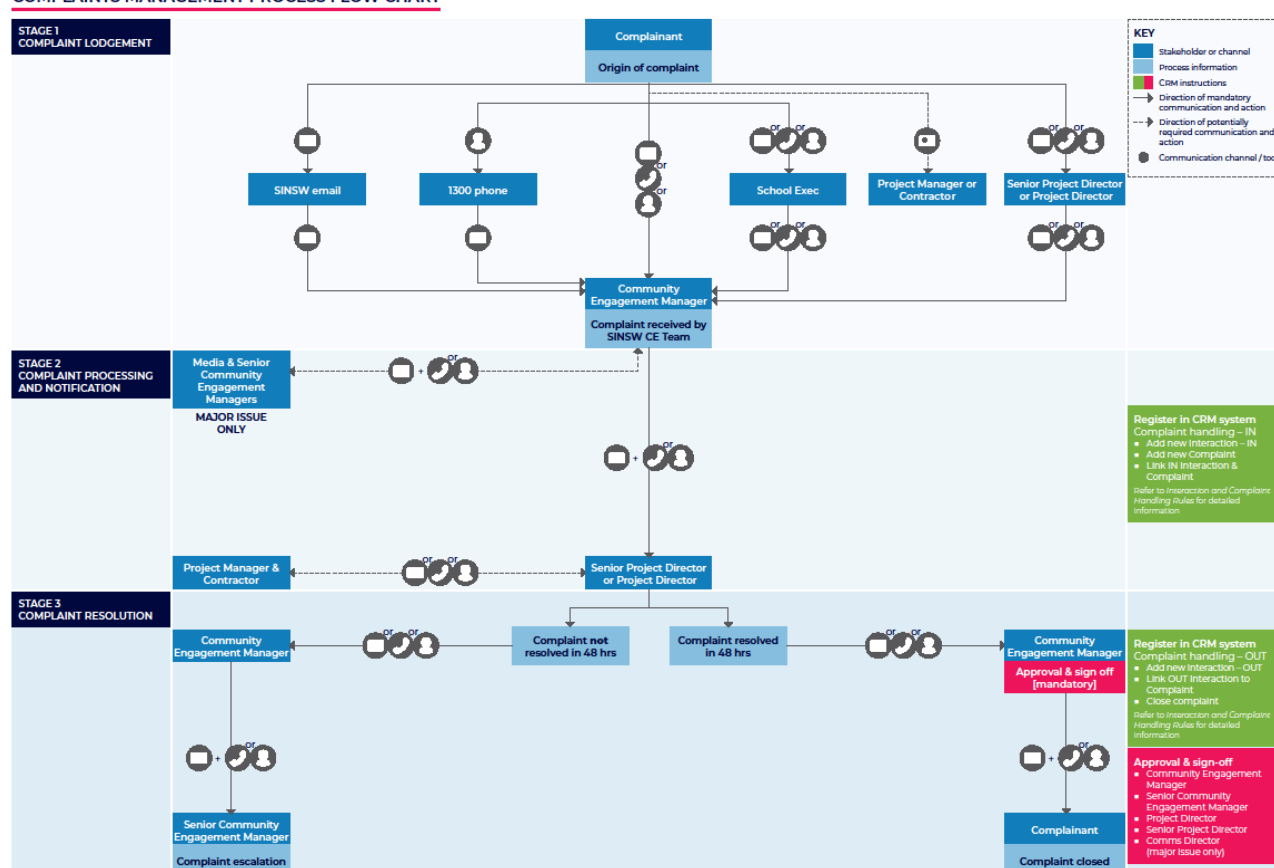 COMPLAINTS MANAGEMENT PROCESS FLOW CHART
STAGE 1
COMPLAINT LODGEMENT
Complainant
Origin of complaint
KEY
Stakeholder or channel
Process information
CRM instructions
Direction of mandatory
communication and action
Direction of potentially
required communication and
action
Communication channel / too
or
or
or
or
or
or
SINSW email
1300 phone
School Exec
Project Manager or
Contractor
Senior Project Director
or Project Director
or
or
or
or
Community
Engagement Manager
Complaint received by
SINSW CE Team
STAGE 2
COMPLAINT PROCESSING
AND NOTIFICATION
Media & Senior
Community
Engagement
Managers
MAJOR ISSUE
ONLY
+
or
+
or
Register in CRM system
Complaint handling – IN
Add new Interaction – IN
Add new Complaint
Link IN Interaction &
Complaint
Refer to Interaction and Complaint
Handling Rules for detailed
information
Project Manager &
Contractor
or
or
Senior Project Director
or Project Director
STAGE 3
COMPLAINT RESOLUTION
Community
Engagement Manager
or
or
Complaint not
resolved in 48 hrs
Complaint resolved
in 48 hrs
or
or
Community
Engagement Manager
Approval & sign off
[mandatory]
Register in CRM system
Complaint handling – OUT
Add new Interaction – OUT
Link OUT Interaction to
Complaint
Close complaint
Refer to Interaction and Complaint
Handling Rules for detailed
information
+
or
+
or
Approval & sign-off
Community Engagement
Manager
Senior Community
Engagement Manager
Project Director
Senior Project Director
Comms Director
(major issue only)
Senior Community
Engagement Manager
Complaint escalation
Complainant
Complaint closed